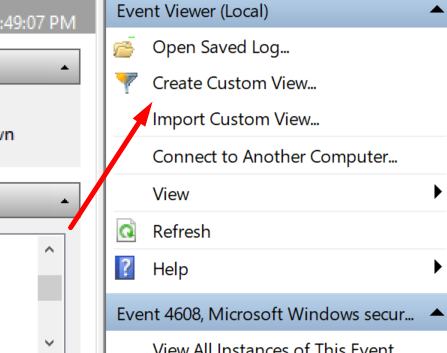 :49:07 PM
wn
Event Viewer (Local)
Open Saved Log...
Create Custom View...
Import Custom View...
Connect to Another Computer...
View
Refresh
Help
Event 4608, Microsoft Windows secur...
View All Instances of This Event